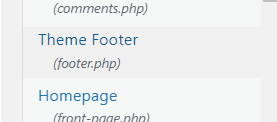 (comments.php)
Theme Footer
(footer.php)
Homepage
(front-page.php)